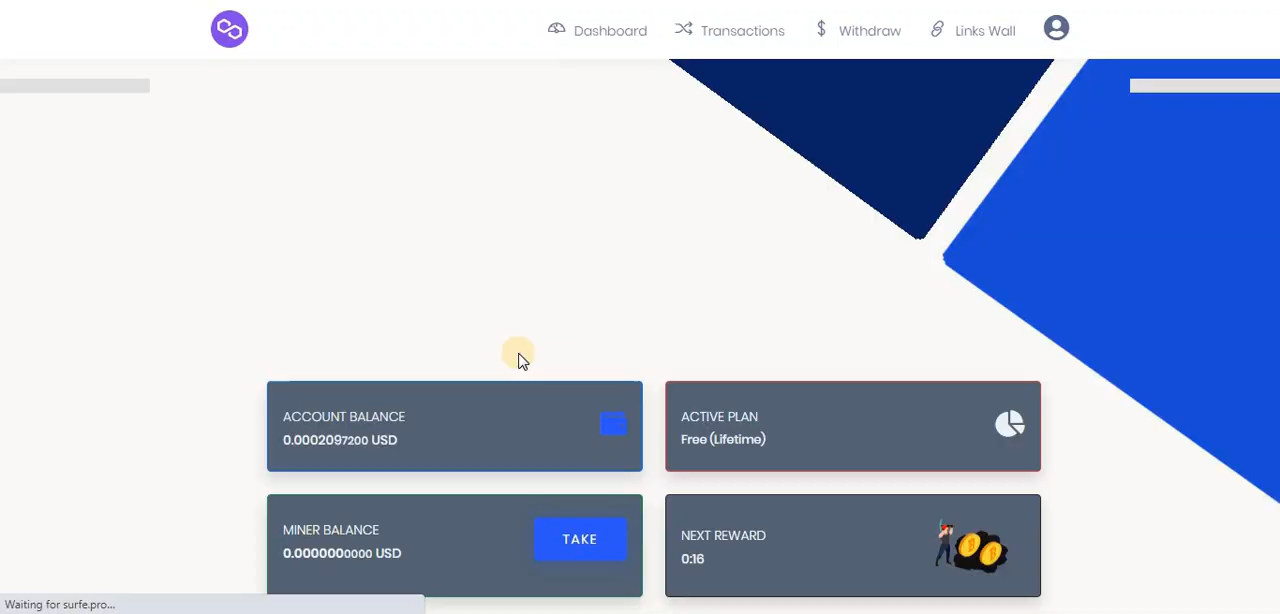 Dashboard Transactions Withdraw Links Wall
ACCOUNT BALANCE
0.0002097200 USD
ACTIVE PLAN
Free (Lifetime)
MINER BALANCE
0.0000000000 USD
TAKE
NEXT REWARD
0:16
Waiting for surfe.pro...